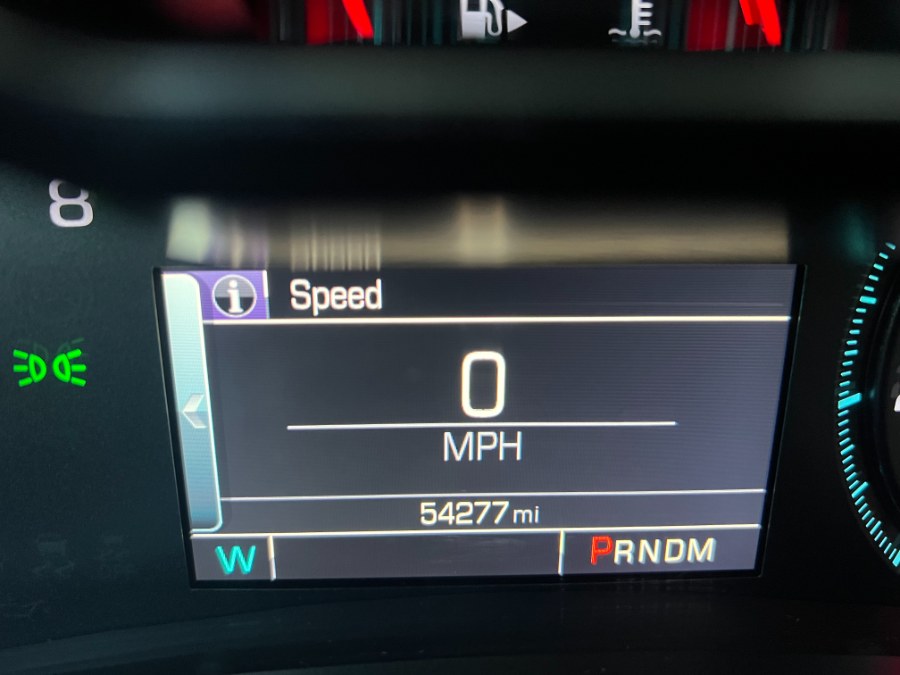 8
i Speed
0
MPH
54277 mi
W PRNDM